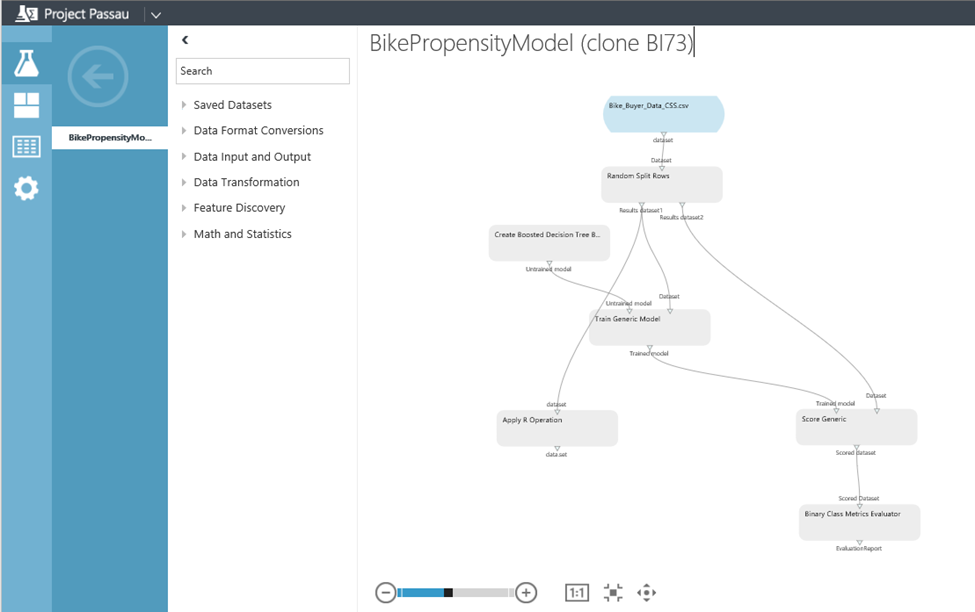 Project Passau
BikePropensityModel (clone BI73)
BikePropensityMo...
Search
Saved Datasets
Data Format Conversions
Data Input and Output
Data Transformation
Feature Discovery
Math and Statistics
Bike_Buyer_Data_CSS.csv
dataset
Dataset
Random Split Rows
Results dataset1
Results dataset2
Create Boosted Decision Tree B...
Untrained model
Untrained model
Dataset
Train Generic Model
Trained model
dataset
Apply R Operation
data.set
Trained model
Dataset
Score Generic
Scored dataset
Scored Dataset
Binary Class Metrics Evaluator
EvaluationReport
1:1